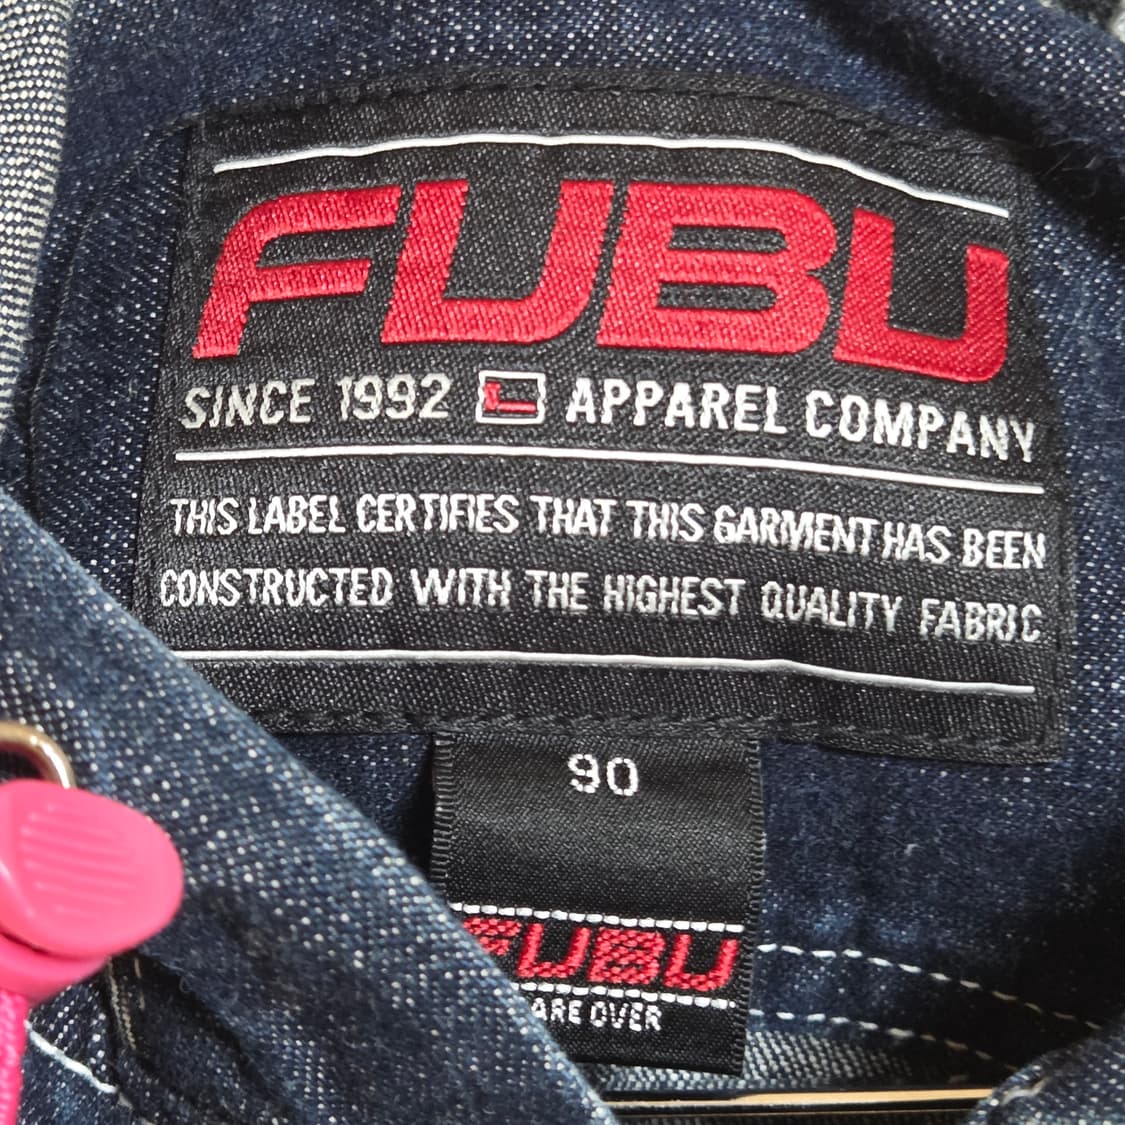 FUBU
SINCE 1992 APPAREL COMPANY
THIS LABEL CERTIFIES THAT THIS GARMENT HAS BEEN
CONSTRUCTED WITH THE HIGHEST QUALITY FABRIC
90
FUBU
ARE OVER